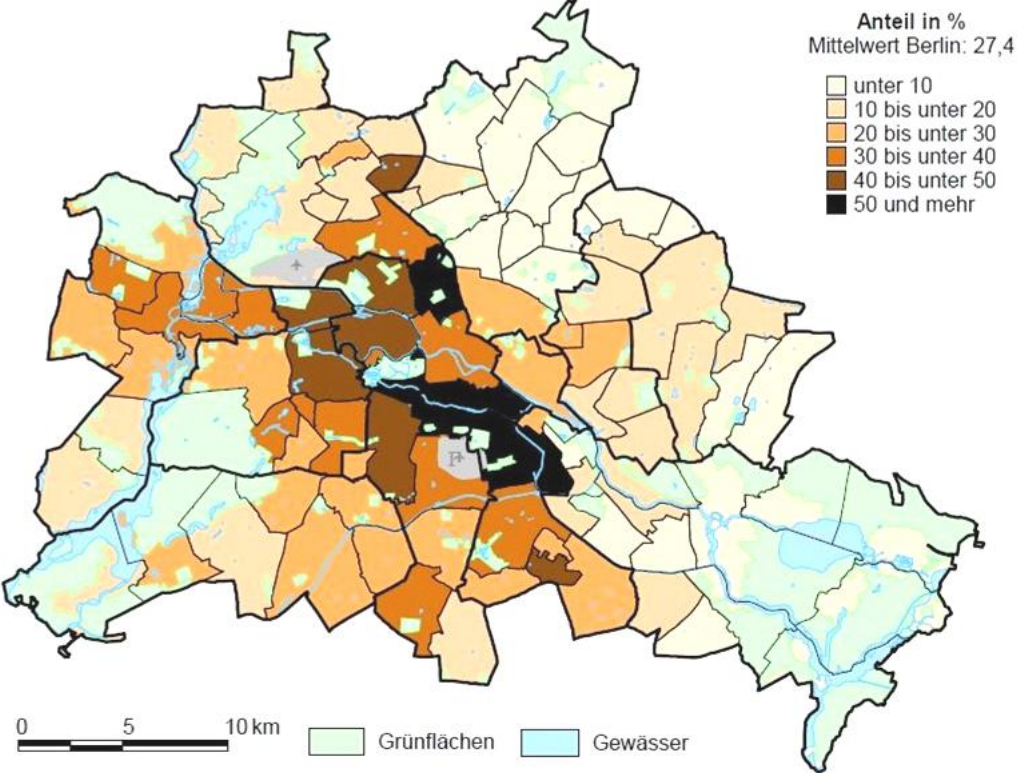 Anteil in %
Mittelwert Berlin: 27,4
unter 10
10 bis unter 20
20 bis unter 30
30 bis unter 40
40 bis unter 50
50 und mehr
0 5 10 km
Grünflächen
Gewässer